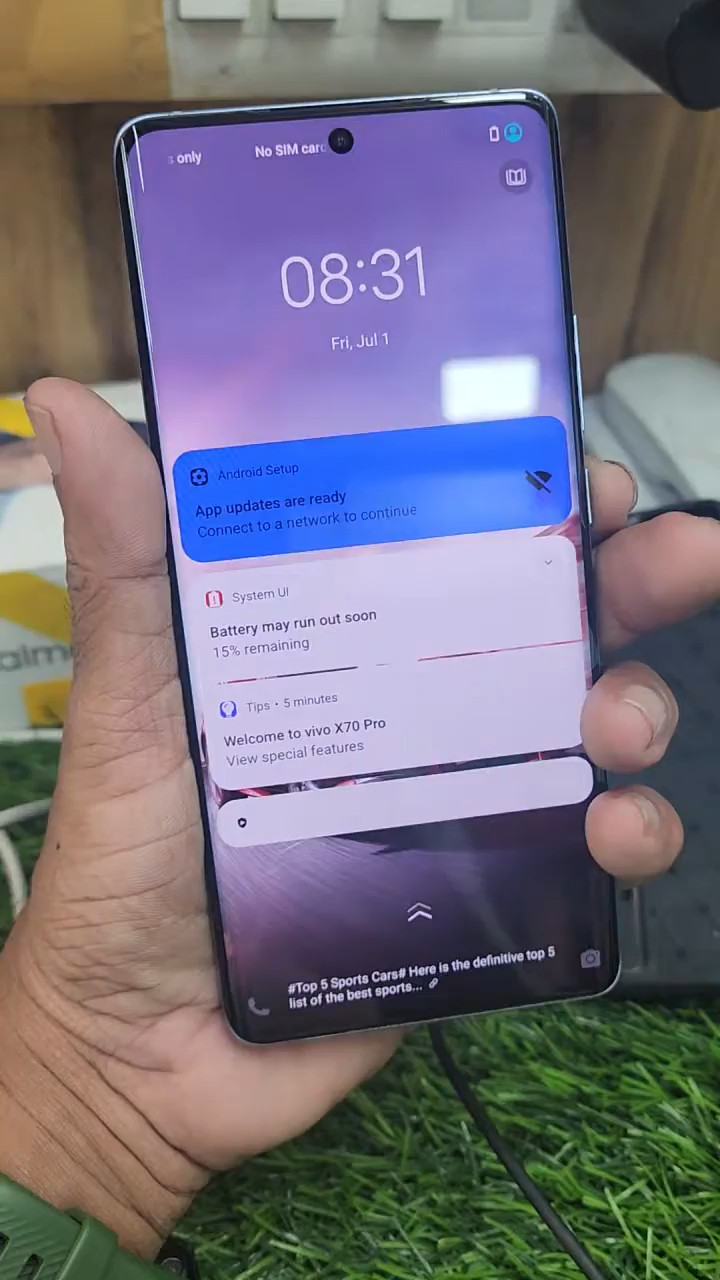 s only
No SIM card
08:31
Fri, Jul 1
Android Setup
App updates are ready
Connect to a network to continue
System UI
Battery may run out soon
15% remaining
Tips • 5 minutes
Welcome to vivo X70 Pro
View special features
#Top 5 Sports Cars# Here is the definitive top 5
list of the best sports...
alm